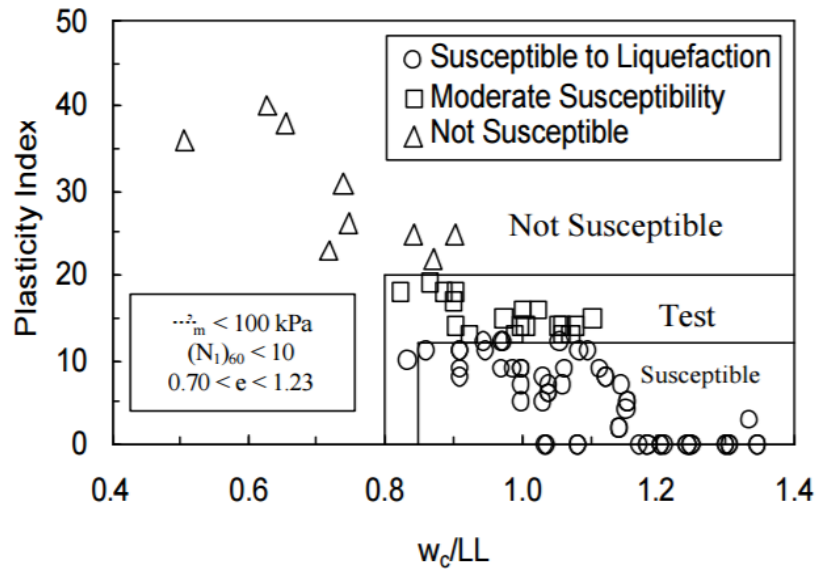 50
40
30
20
10
0
Plasticity Index
Susceptible to Liquefaction
Moderate Susceptibility
Not Susceptible
Not Susceptible
Test
Susceptible
m < 100 kPa
(N₁)₆₀ < 10
0.70 < e < 1.23
0.4 0.6 0.8 1.0 1.2 1.4
w_c/LL